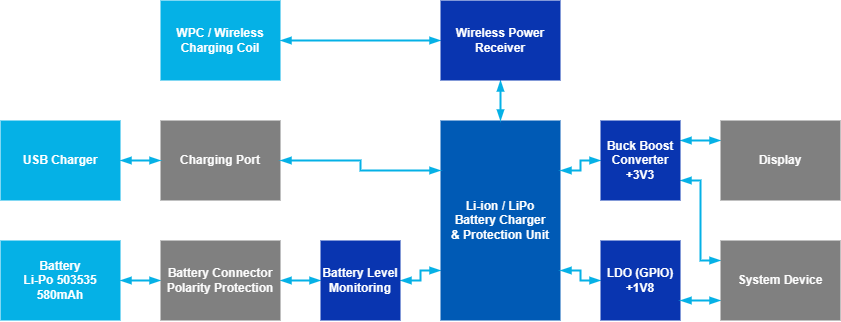 WPC / Wireless
Charging Coil
Wireless Power
Receiver
USB Charger
Charging Port
Li-ion / LiPo
Battery Charger
& Protection Unit
Buck Boost
Converter
+3V3
Display
Battery
Li-Po 503535
580mAh
Battery Connector
Polarity Protection
Battery Level
Monitoring
LDO (GPIO)
+1V8
System Device